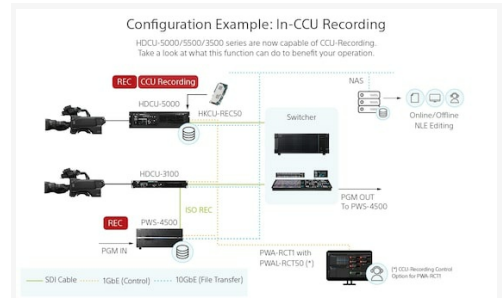 Configuration Example: In-CCU Recording
HDCU-5000/5500/3500 series are now capable of CCU-Recording.
Take a look at what this function can do to benefit your operation.
REC
CCU Recording
HDCU-5000
HKCU-REC50
NAS
Switcher
Online/Offline
NLE Editing
HDCU-3100
ISO REC
REC
PWS-4500
PGM IN
PGM OUT
To PWS-4500
PWA-RCT1 with
PWAL-RCT50 (*)
(*) CCU-Recording Control
Option for PWA-RCT1
SDI Cable
1GbE (Control)
10GbE (File Transfer)